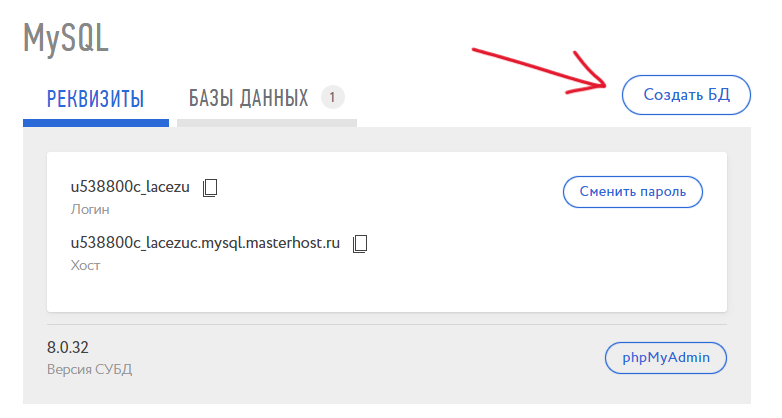 MySQL
РЕКВИЗИТЫ БАЗЫ ДАННЫХ 1 Создать БД
u538800c_lacezu Сменить пароль
Логин
u538800c_lacezuc.mysql.masterhost.ru
Хост
8.0.32 phpMyAdmin
Версия СУБД